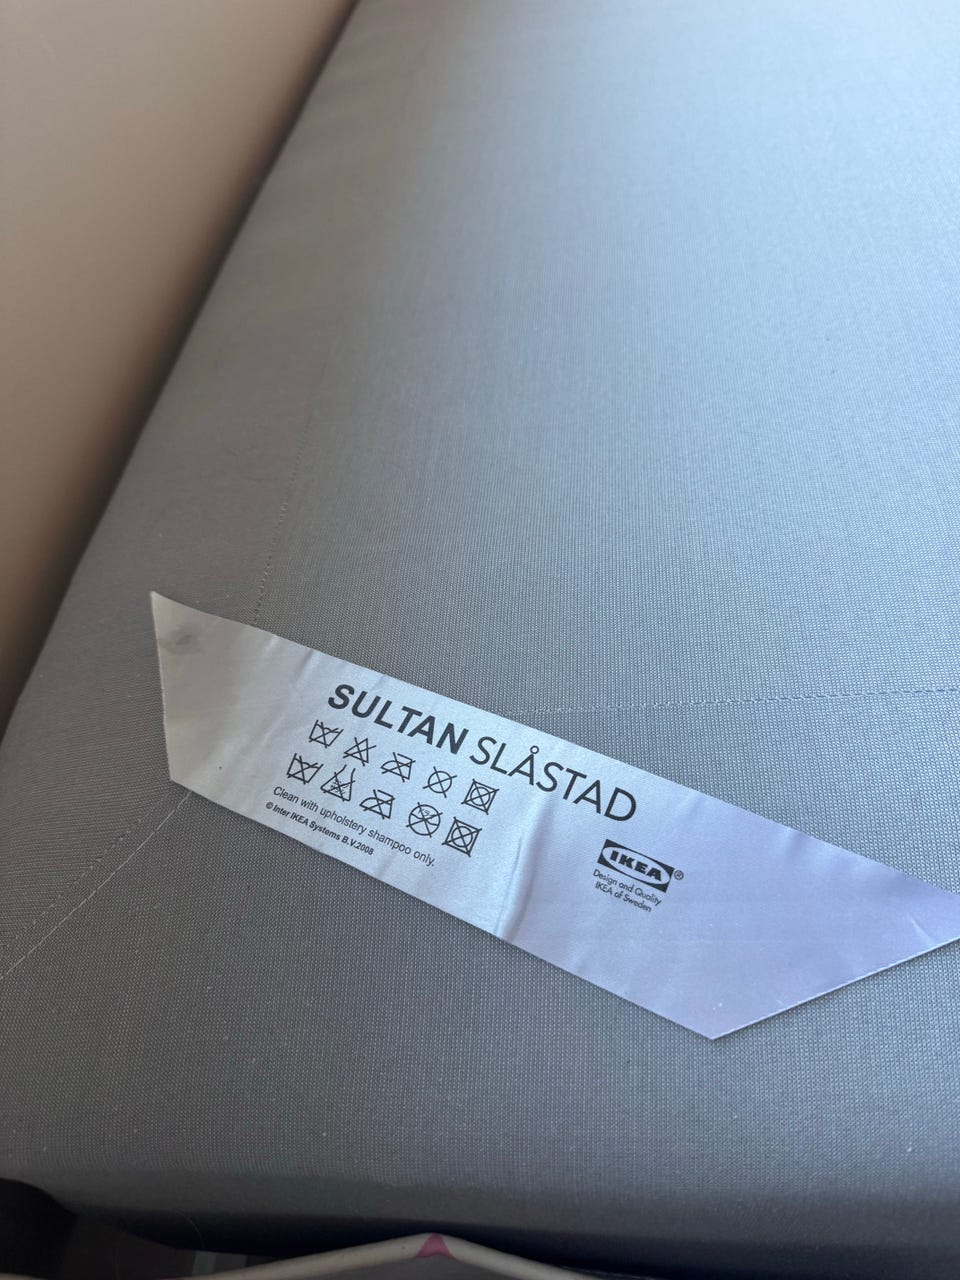 SULTAN SLÅSTAD
Clean with upholstery shampoo only.
© Inter IKEA Systems B.V.2008
IKEA®
Design and Quality
IKEA of Sweden